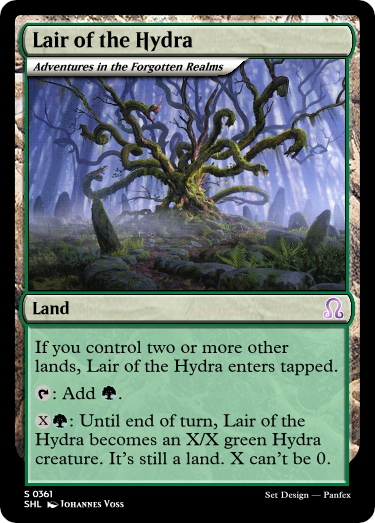 Lair of the Hydra
Adventures in the Forgotten Realms
Land
If you control two or more other
lands, Lair of the Hydra enters tapped.
: Add .
X : Until end of turn, Lair of the
Hydra becomes an X/X green Hydra
creature. It's still a land. X can't be 0.
S 0361
Set Design — Panfex
SHL Johannes Voss